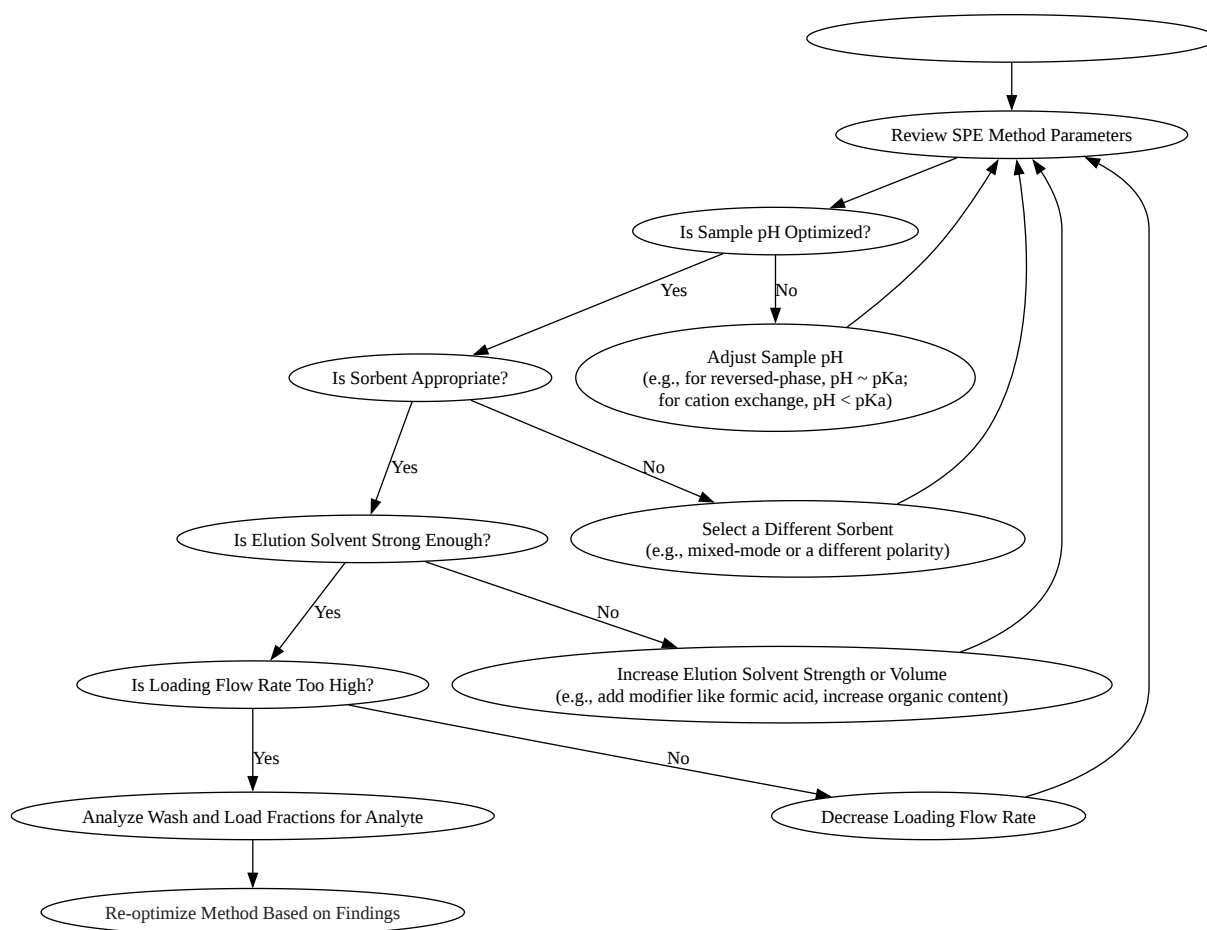 Review SPE Method Parameters
Is Sample pH Optimized?
Yes
No
Adjust Sample pH
(e.g., for reversed-phase, pH ~ pKa;
for cation exchange, pH < pKa)
Is Sorbent Appropriate?
Yes
No
Select a Different Sorbent
(e.g., mixed-mode or a different polarity)
Is Elution Solvent Strong Enough?
Yes
No
Increase Elution Solvent Strength or Volume
(e.g., add modifier like formic acid, increase organic content)
Is Loading Flow Rate Too High?
Yes
No
Analyze Wash and Load Fractions for Analyte
Decrease Loading Flow Rate
Re-optimize Method Based on Findings